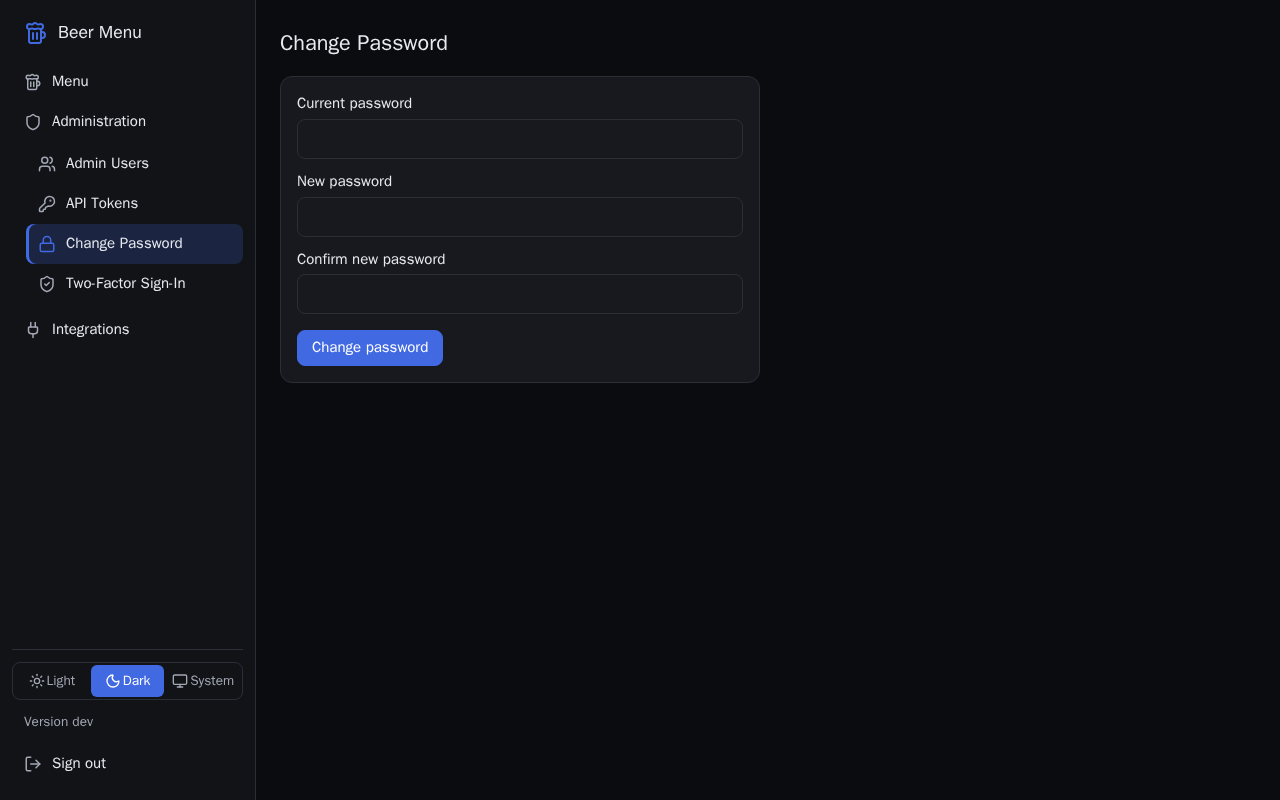 Beer Menu
Menu
Administration
Admin Users
API Tokens
Change Password
Two-Factor Sign-In
Integrations
Light
Dark
System
Version dev
Sign out
Change Password
Current password
New password
Confirm new password
Change password